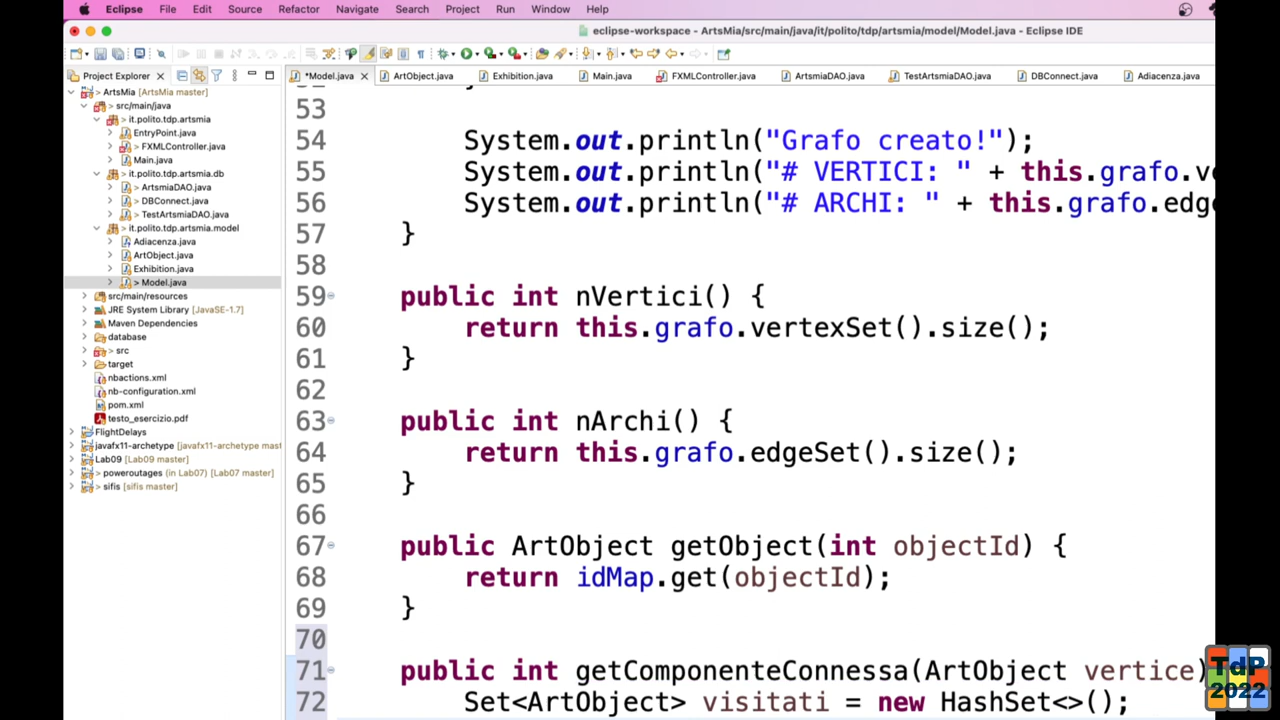 Eclipse File Edit Source Refactor Navigate Search Project Run Window Help
eclipse-workspace - ArtsMia/src/main/java/it/polito/tdp/artsmia/model/Model.java - Eclipse IDE
Project Explorer
*Model.java ArtObject.java Exhibition.java Main.java FXMLController.java ArtsmiaDAO.java TestArtsmiaDAO.java DBConnect.java Adiacenza.java
ArtsMia [ArtsMia master]
src/main/java
it.polito.tdp.artsmia
EntryPoint.java
> FXMLController.java
Main.java
> it.polito.tdp.artsmia.db
> ArtsmiaDAO.java
> DBConnect.java
> TestArtsmiaDAO.java
> it.polito.tdp.artsmia.model
Adiacenza.java
ArtObject.java
Exhibition.java
> Model.java
src/main/resources
JRE System Library [JavaSE-1.7]
Maven Dependencies
database
> src
target
nbactions.xml
nb-configuration.xml
pom.xml
testo_esercizio.pdf
FlightDelays
javafx11-archetype (javafx11-archetype mast
Lab09 [Lab09 master]
> poweroutages (in Lab07) [Lab07 master]
> sifis [sifis master]
53
54 System.out.println("Grafo creato!");
55 System.out.println("# VERTICI: " + this.grafo.ve
56 System.out.println("# ARCHI: " + this.grafo.edge
57 }
58
59 public int nVertici() {
60 return this.grafo.vertexSet().size();
61 }
62
63 public int nArchi() {
64 return this.grafo.edgeSet().size();
65 }
66
67 public ArtObject getObject(int objectId) {
68 return idMap.get(objectId);
69 }
70
71 public int getComponenteConnessa(ArtObject vertice)
72 Set<ArtObject> visitati = new HashSet<>();
TdP
2022